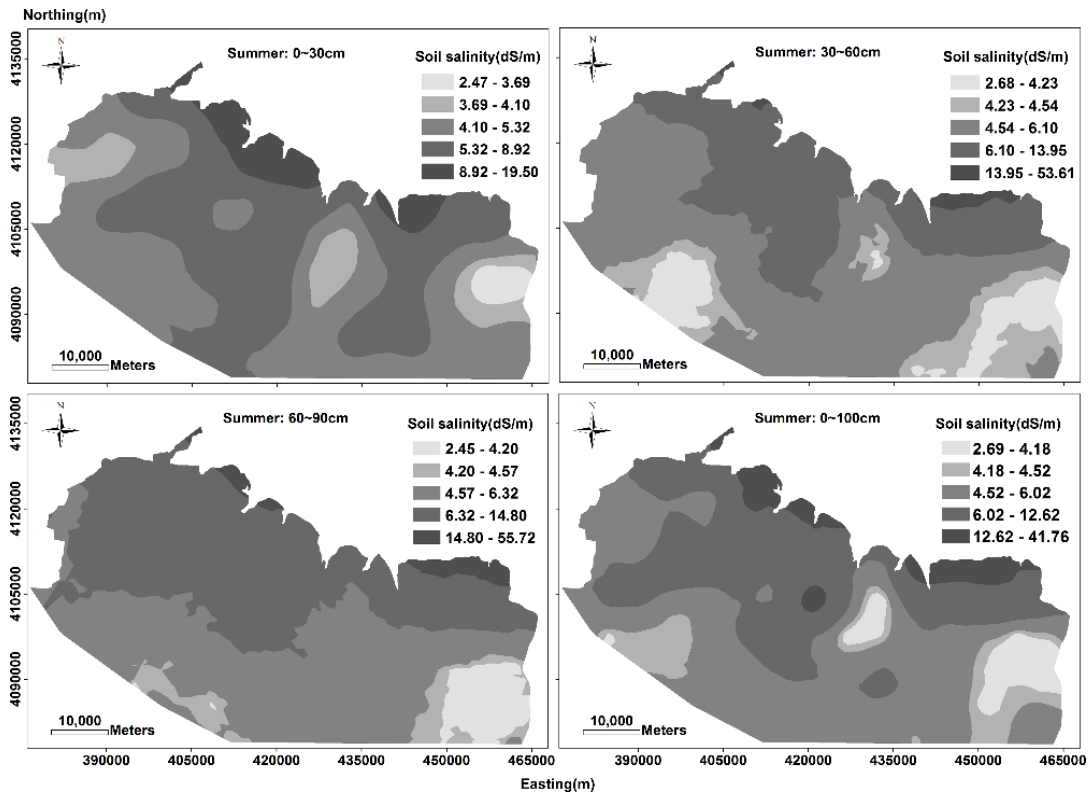 Northing(m)
N
Summer: 0~30cm
Soil salinity(dS/m)
2.47 - 3.69
3.69 - 4.10
4.10 - 5.32
5.32 - 8.92
8.92 - 19.50
10,000 Meters
4135000
4120000
4105000
4090000
N
Summer: 30~60cm
Soil salinity(dS/m)
2.68 - 4.23
4.23 - 4.54
4.54 - 6.10
6.10 - 13.95
13.95 - 53.61
10,000 Meters
N
Summer: 60~90cm
Soil salinity(dS/m)
2.45 - 4.20
4.20 - 4.57
4.57 - 6.32
6.32 - 14.80
14.80 - 55.72
10,000 Meters
4135000
4120000
4105000
4090000
N
Summer: 0~100cm
Soil salinity(dS/m)
2.69 - 4.18
4.18 - 4.52
4.52 - 6.02
6.02 - 12.62
12.62 - 41.76
10,000 Meters
390000 405000 420000 435000 450000 465000 390000 405000 420000 435000 450000 465000
Easting(m)